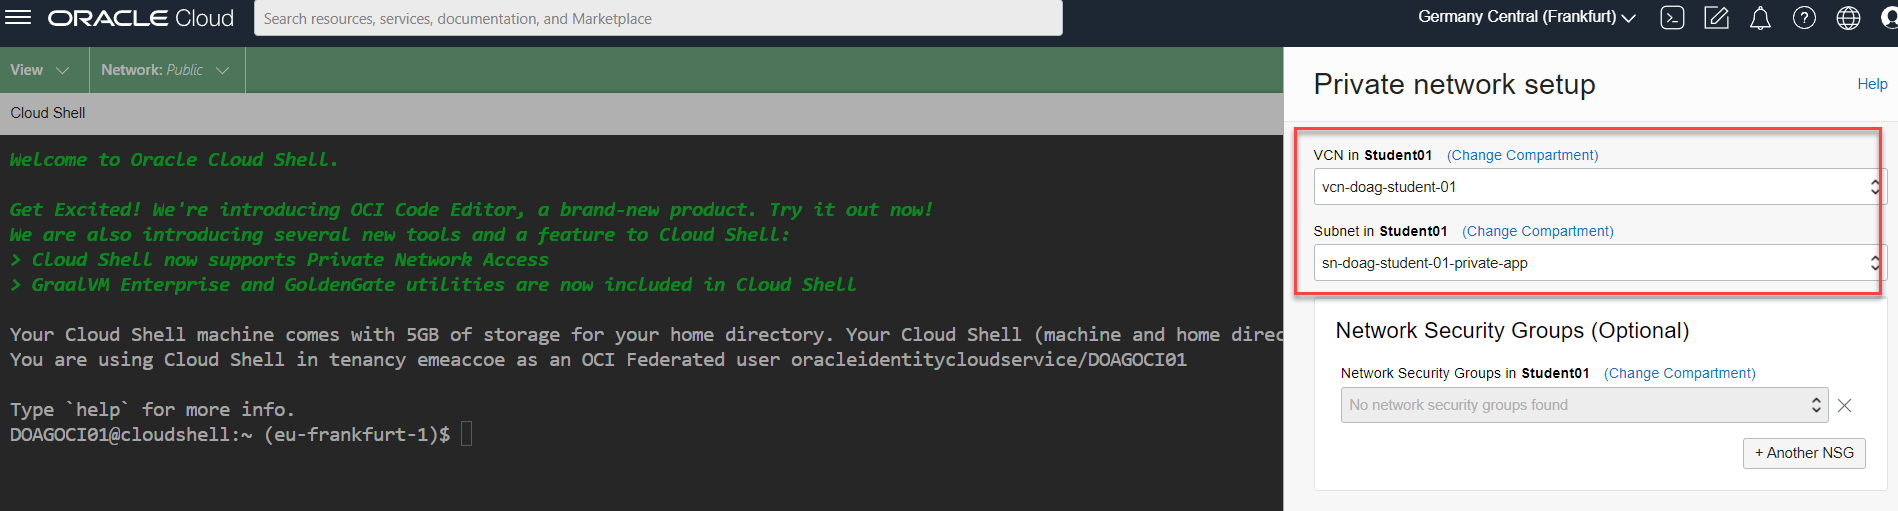 ORACLE Cloud
Search resources, services, documentation, and Marketplace
Germany Central (Frankfurt)
View
Network: Public
Cloud Shell
Welcome to Oracle Cloud Shell.
Get Excited! We're introducing OCI Code Editor, a brand-new product. Try it out now!
We are also introducing several new tools and a feature to Cloud Shell:
> Cloud Shell now supports Private Network Access
> GraalVM Enterprise and GoldenGate utilities are now included in Cloud Shell
Your Cloud Shell machine comes with 5GB of storage for your home directory. Your Cloud Shell (machine and home direc
You are using Cloud Shell in tenancy emeaccoe as an OCI Federated user oracleidentitycloudservice/DOAGOCI01
Type `help` for more info.
DOAGOCI01@cloudshell:~ (eu-frankfurt-1)$
Private network setup
Help
VCN in Student01 (Change Compartment)
vcn-doag-student-01
Subnet in Student01 (Change Compartment)
sn-doag-student-01-private-app
Network Security Groups (Optional)
Network Security Groups in Student01 (Change Compartment)
No network security groups found
+ Another NSG